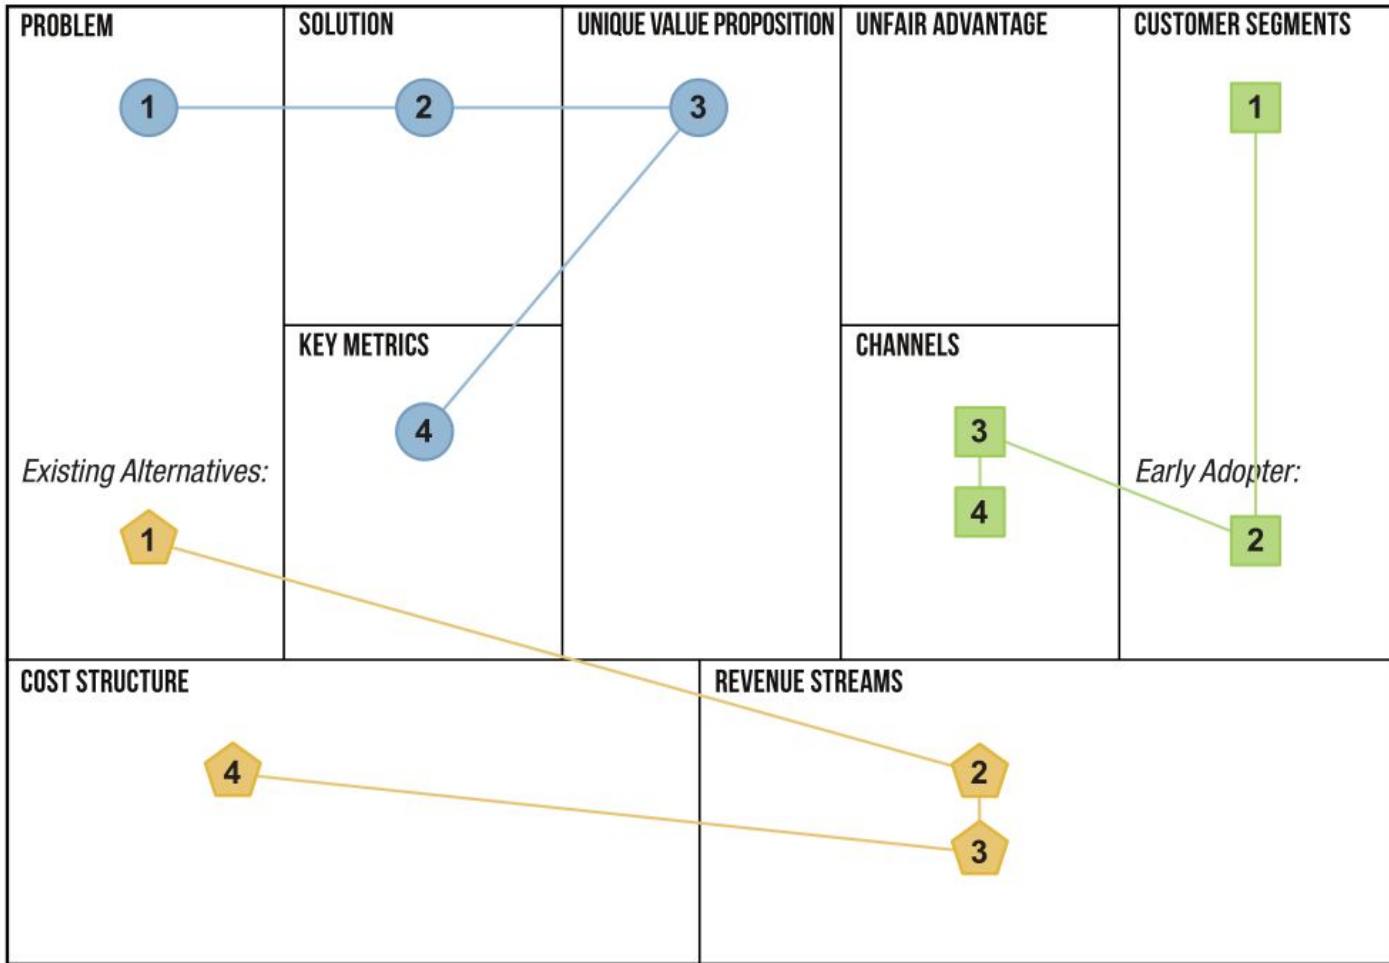 PROBLEM
1
Existing Alternatives:
1
SOLUTION
2
KEY METRICS
4
UNIQUE VALUE PROPOSITION
3
UNFAIR ADVANTAGE
CHANNELS
3
4
CUSTOMER SEGMENTS
1
Early Adopter:
2
COST STRUCTURE
4
REVENUE STREAMS
2
3